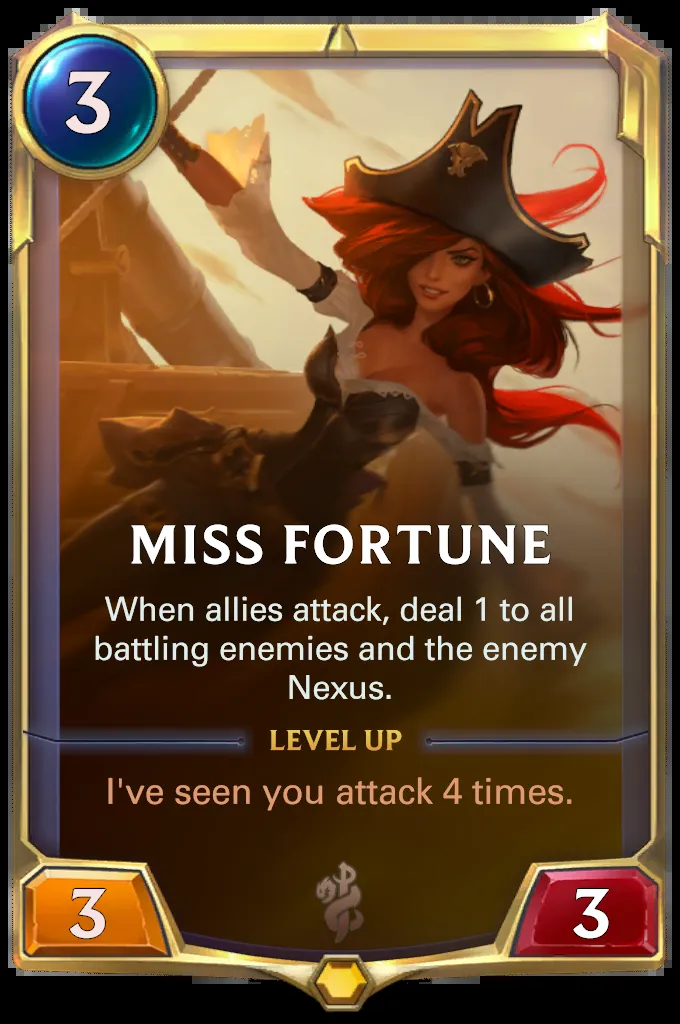 3
MISS FORTUNE
When allies attack, deal 1 to all
battling enemies and the enemy
Nexus.
LEVEL UP
I've seen you attack 4 times.
3
3